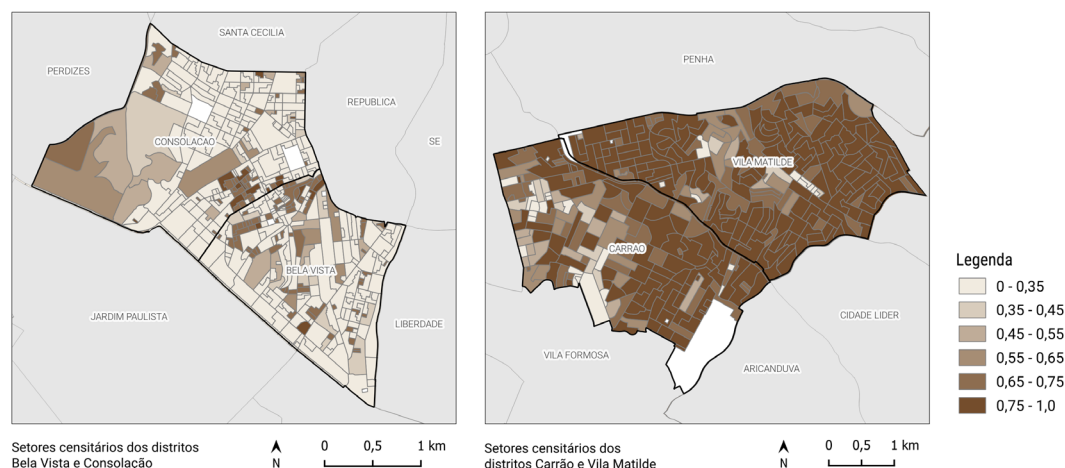 SANTA CECILIA
PERDIZES
REPUBLICA
CONSOLACAO
SE
BELA VISTA
JARDIM PAULISTA
LIBERDADE
Setores censitários dos distritos
Bela Vista e Consolação
N
0 0,5 1 km
PENHA
VILA MATILDE
CARRAO
CIDADE LIDER
VILA FORMOSA
ARICANDUVA
Setores censitários dos
distritos Carrão e Vila Matilde
N
0 0,5 1 km
Legenda
0 - 0,35
0,35 - 0,45
0,45 - 0,55
0,55 - 0,65
0,65 - 0,75
0,75 - 1,0